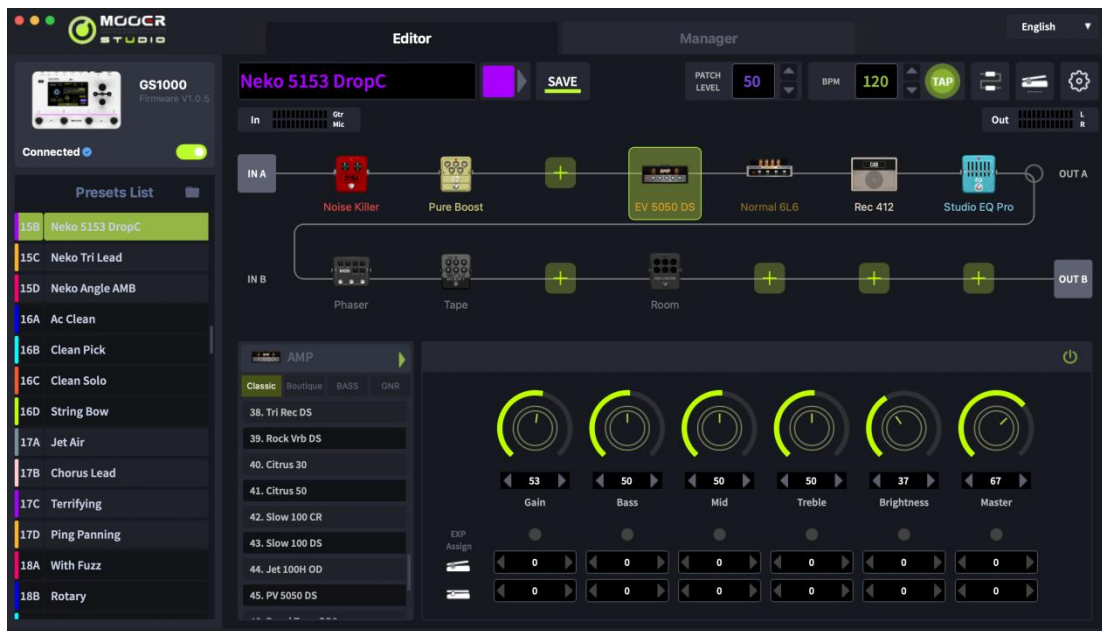 MOOER
STUDIO
English
Editor
Manager
GS1000
Firmware V1.0.5
Connected
Neko 5153 DropC
SAVE
PATCH
LEVEL
50
BPM
120
TAP
In
Gtr
Mic
Out
L
R
Presets List
15B Neko 5153 DropC
15C Neko Tri Lead
15D Neko Angle AMB
16A Ac Clean
16B Clean Pick
16C Clean Solo
16D String Bow
17A Jet Air
17B Chorus Lead
17C Terrifying
17D Ping Panning
18A With Fuzz
18B Rotary
IN A
Noise Killer
Pure Boost
EV 5050 DS
Normal 6L6
Rec 412
Studio EQ Pro
OUT A
IN B
Phaser
Tape
Room
OUT B
AMP
Classic Boutique BASS GNR
38. Tri Rec DS
39. Rock Vrb DS
40. Citrus 30
41. Citrus 50
42. Slow 100 CR
43. Slow 100 DS
44. Jet 100H OD
45. PV 5050 DS
53 50 50 50 37 67
Gain Bass Mid Treble Brightness Master
EXP
Assign
0 0 0 0 0 0
0 0 0 0 0 0